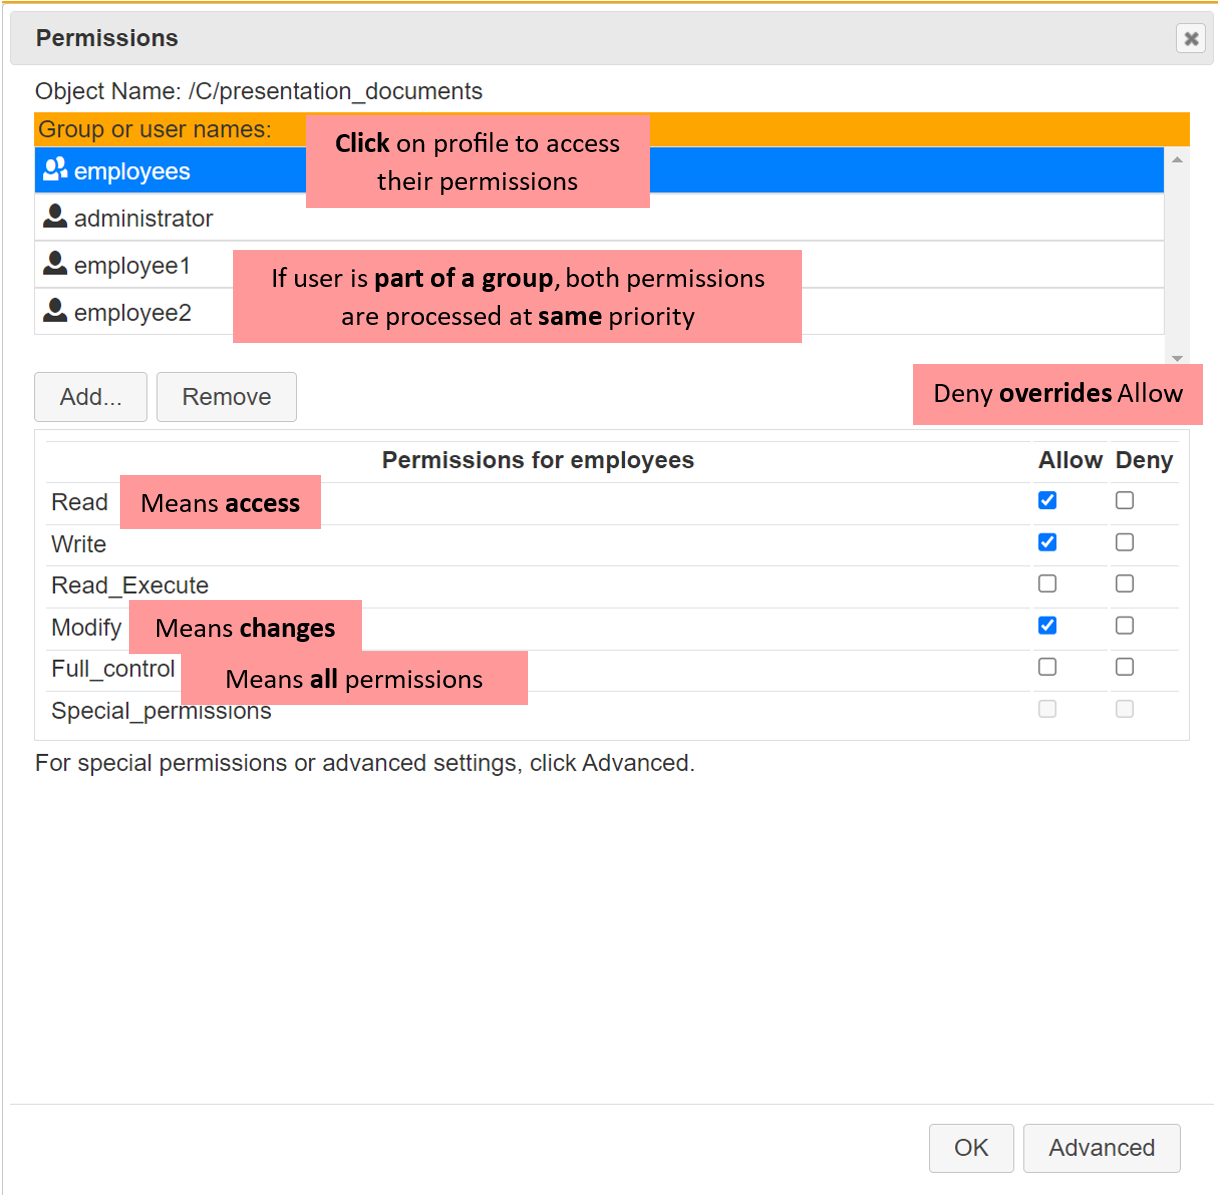 Permissions
Object Name: /C/presentation_documents
Group or user names:
Click on profile to access
their permissions
employees
administrator
employee1
If user is part of a group, both permissions
are processed at same priority
employee2
Add...
Remove
Deny overrides Allow
Permissions for employees Allow Deny
Read
Means access
Write
Read_Execute
Modify
Means changes
Full_control
Means all permissions
Special_permissions
For special permissions or advanced settings, click Advanced.
OK
Advanced